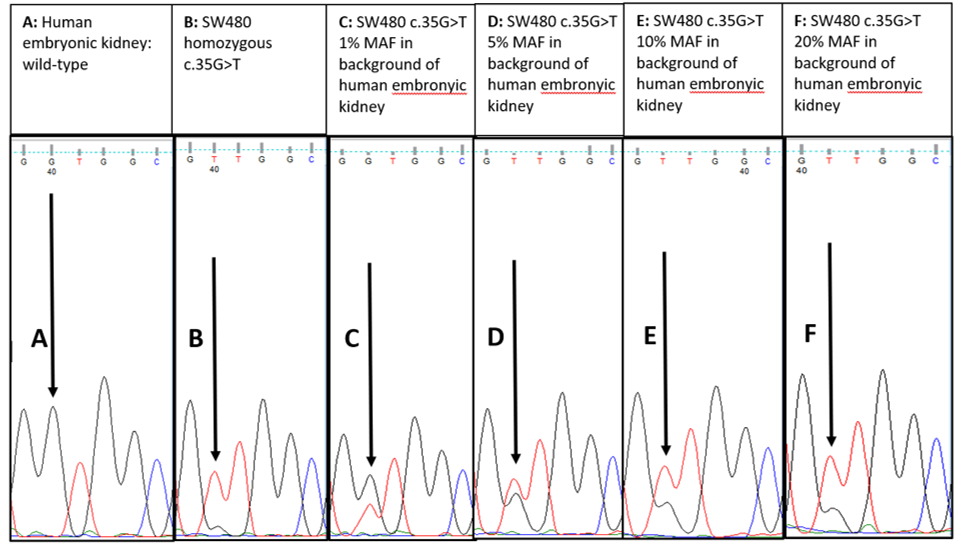 A: Human
embryonic kidney:
wild-type
B: SW480
homozygous
c.35G>T
C: SW480 c.35G>T
1% MAF in
background of
human embronyic
kidney
D: SW480 c.35G>T
5% MAF in
background of
human embronyic
kidney
E: SW480 c.35G>T
10% MAF in
background of
human embronyic
kidney
F: SW480 c.35G>T
20% MAF in
background of
human embronyic
kidney
G G T G G C
40
G T T G G C
40
G G T G G C
G T T G G C
G T T G G C
40
G T T G G C
40
A
B
C
D
E
F